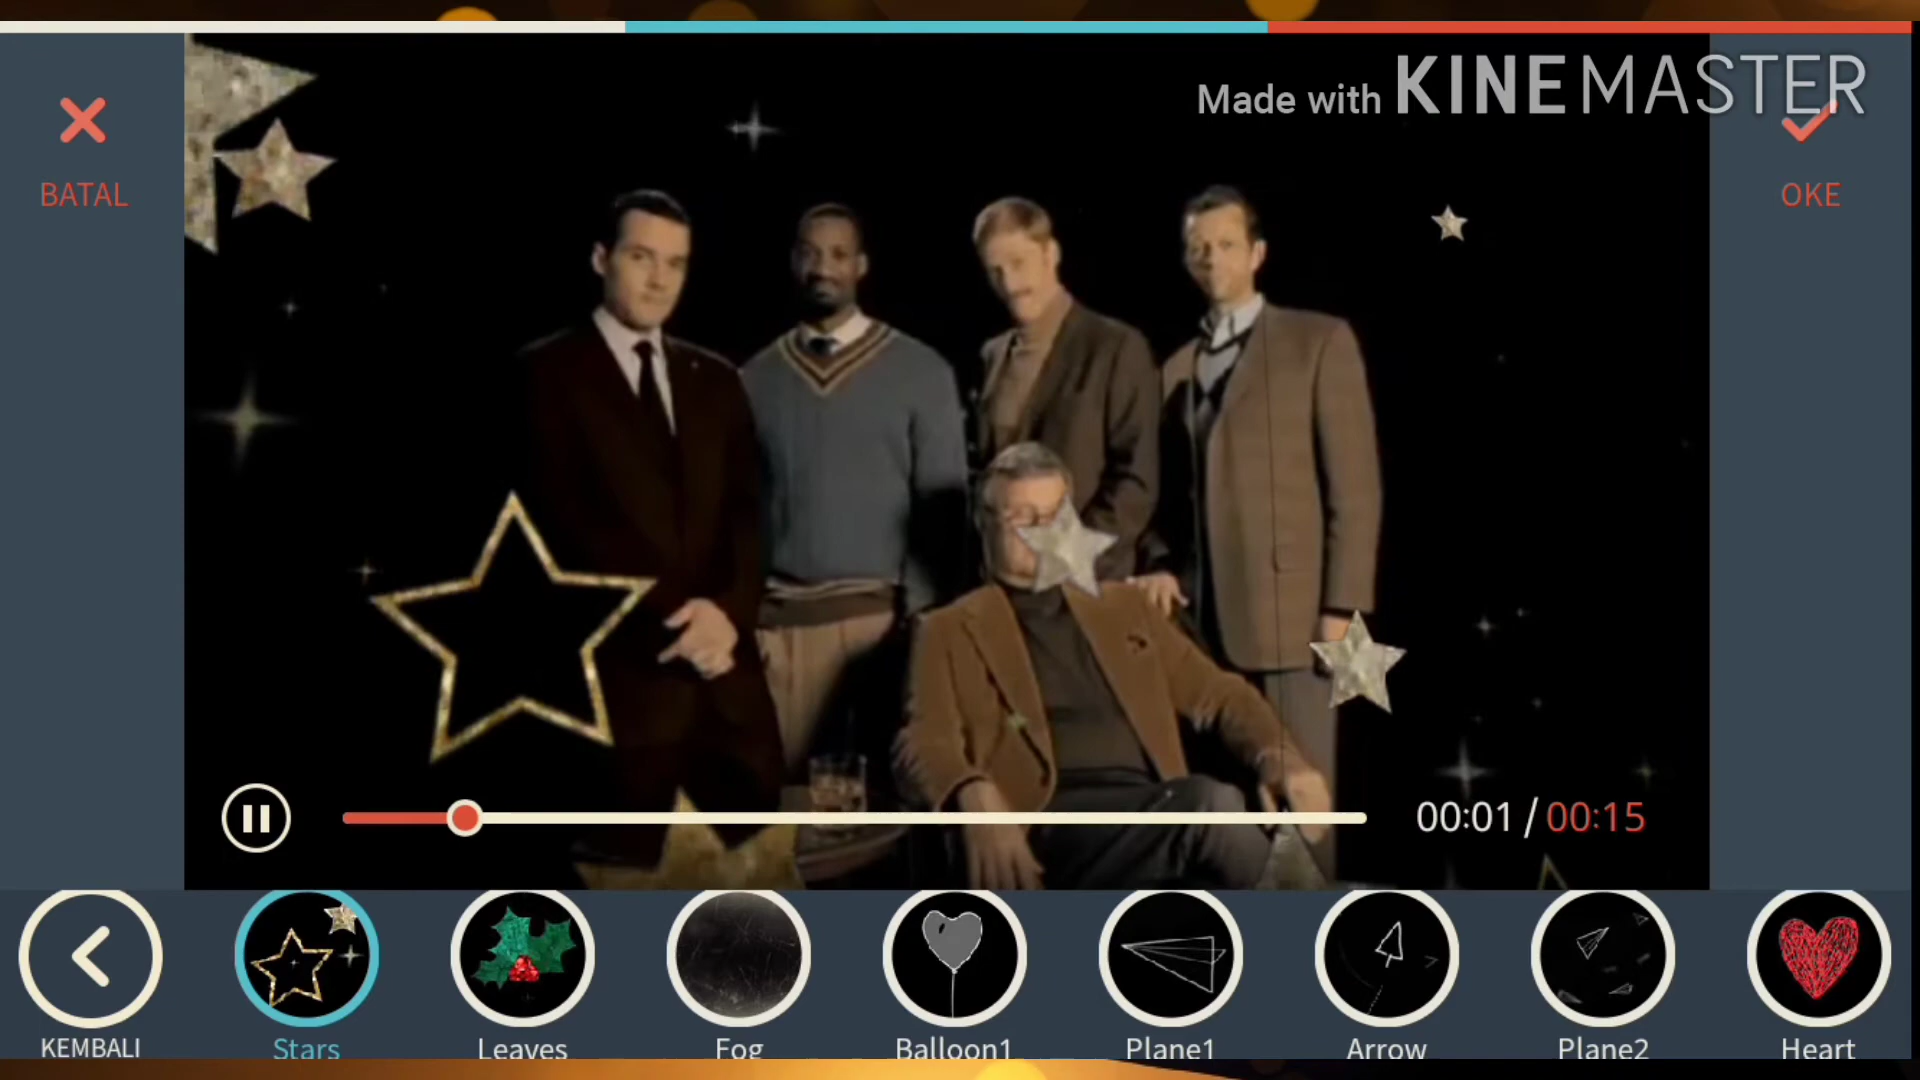 Made with KINEMASTER
BATAL
OKE
00:01 / 00:15
KEMBALI
Stars
Leaves
Fog
Balloon1
Plane1
Arrow
Plane2
Heart